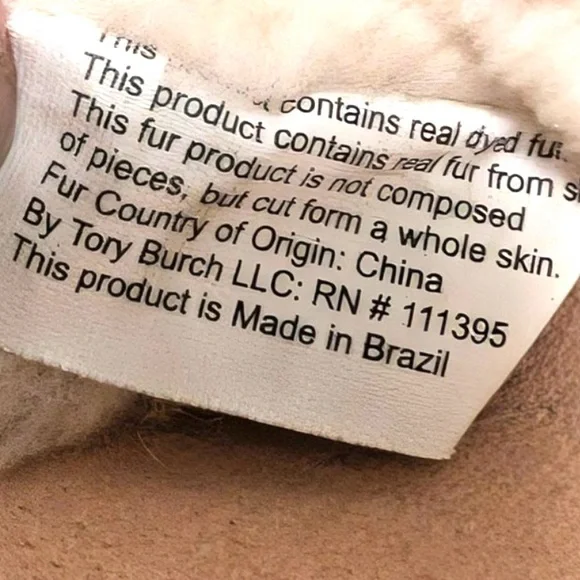 This contains real dyed fur.
This product contains real fur from
This fur product is not composed
of pieces, but cut form a whole skin.
Fur Country of Origin: China
By Tory Burch LLC: RN # 111395
This product is Made in Brazil